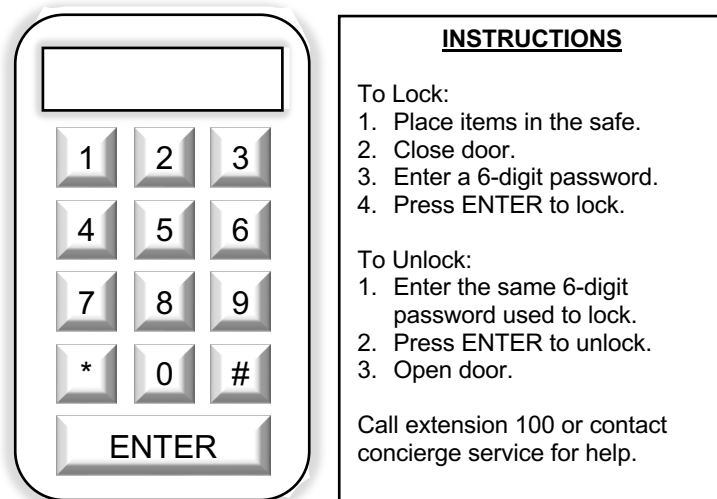 1 2 3
4 5 6
7 8 9
* 0 #
ENTER
INSTRUCTIONS
To Lock:
1. Place items in the safe.
2. Close door.
3. Enter a 6-digit password.
4. Press ENTER to lock.
To Unlock:
1. Enter the same 6-digit
password used to lock.
2. Press ENTER to unlock.
3. Open door.
Call extension 100 or contact
concierge service for help.